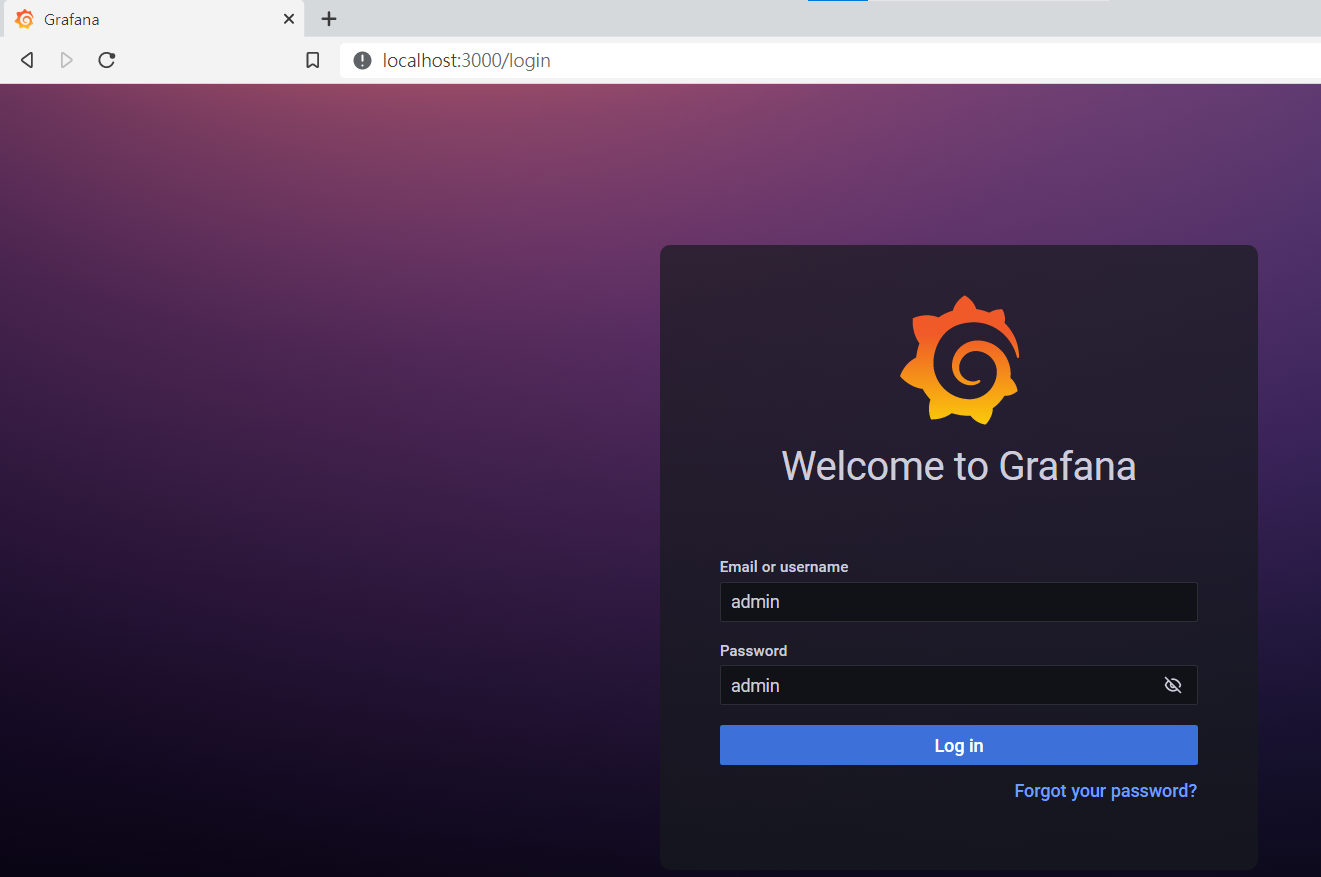 Grafana
localhost:3000/login
Welcome to Grafana
Email or username
admin
Password
admin
Log in
Forgot your password?